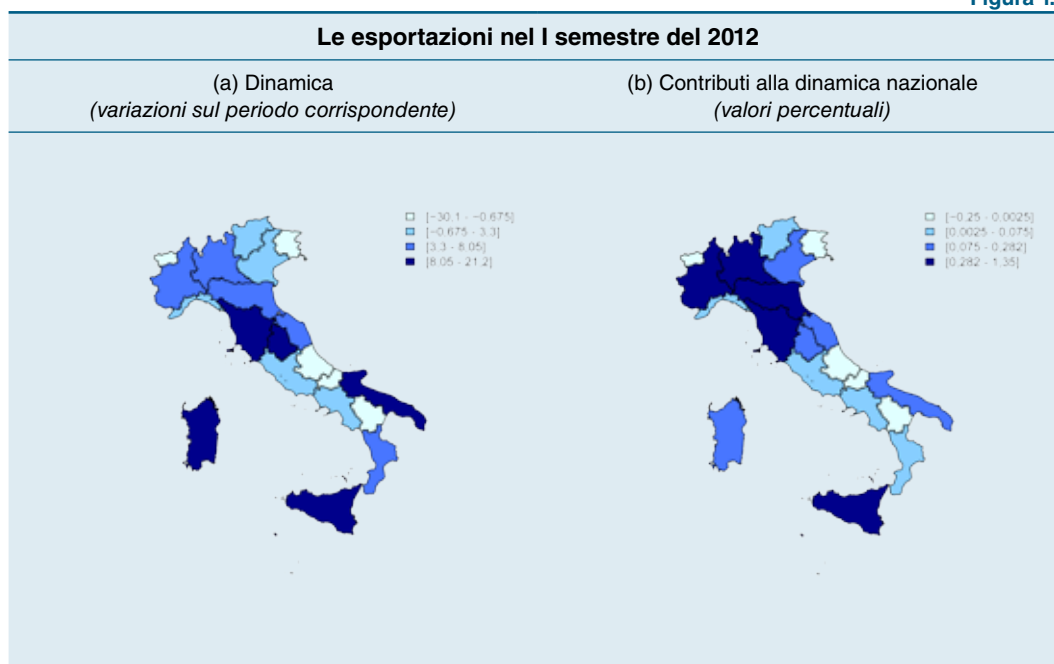 Figura 1.
Le esportazioni nel I semestre del 2012
(a) Dinamica
(variazioni sul periodo corrispondente)
(b) Contributi alla dinamica nazionale
(valori percentuali)
[-30.1 - -0.675]
[-0.675 - 3.3]
[3.3 - 8.05]
[8.05 - 21.2]
[-0.25 - 0.0025]
[0.0025 - 0.075]
[0.075 - 0.282]
[0.282 - 1.35]